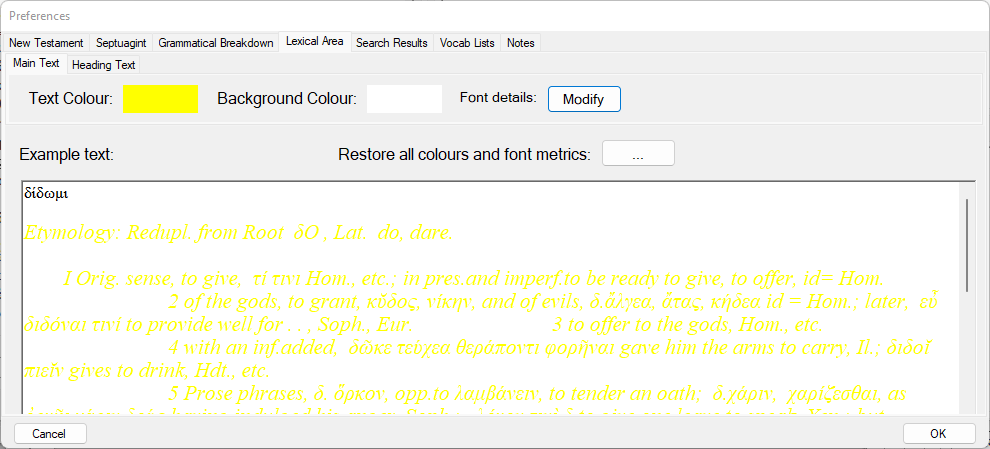 Preferences
New Testament Septuagint Grammatical Breakdown Lexical Area Search Results Vocab Lists Notes
Main Text Heading Text
Text Colour: Background Colour: Font details: Modify
Example text: Restore all colours and font metrics: ...
δίδωμι
Etymology: Redupl. from Root δΟ , Lat. do, dare.
I Orig. sense, to give, τί τινι Hom., etc.; in pres.and imperf.to be ready to give, to offer, id= Hom.
2 of the gods, to grant, κῦδος, νίκην, and of evils, δ.ἄλγεα, ἄτας, κήδεα id = Hom.; later, εὖ
διδόναι τινί to provide well for . . , Soph., Eur. 3 to offer to the gods, Hom., etc.
4 with an inf.added, δῶκε τεύχεα θεράποντι φορῆναι gave him the arms to carry, Il.; διδοῖ
πιεῖν gives to drink, Hdt., etc.
5 Prose phrases, δ. ὅρκον, opp.to λαμβάνειν, to tender an oath; δ.χάριν, χαρίζεσθαι, as
Cancel OK